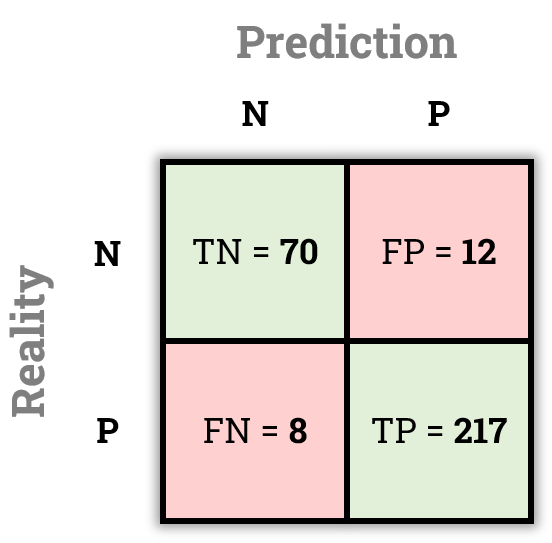 Prediction
N P
Reality
N TN = 70 FP = 12
P FN = 8 TP = 217